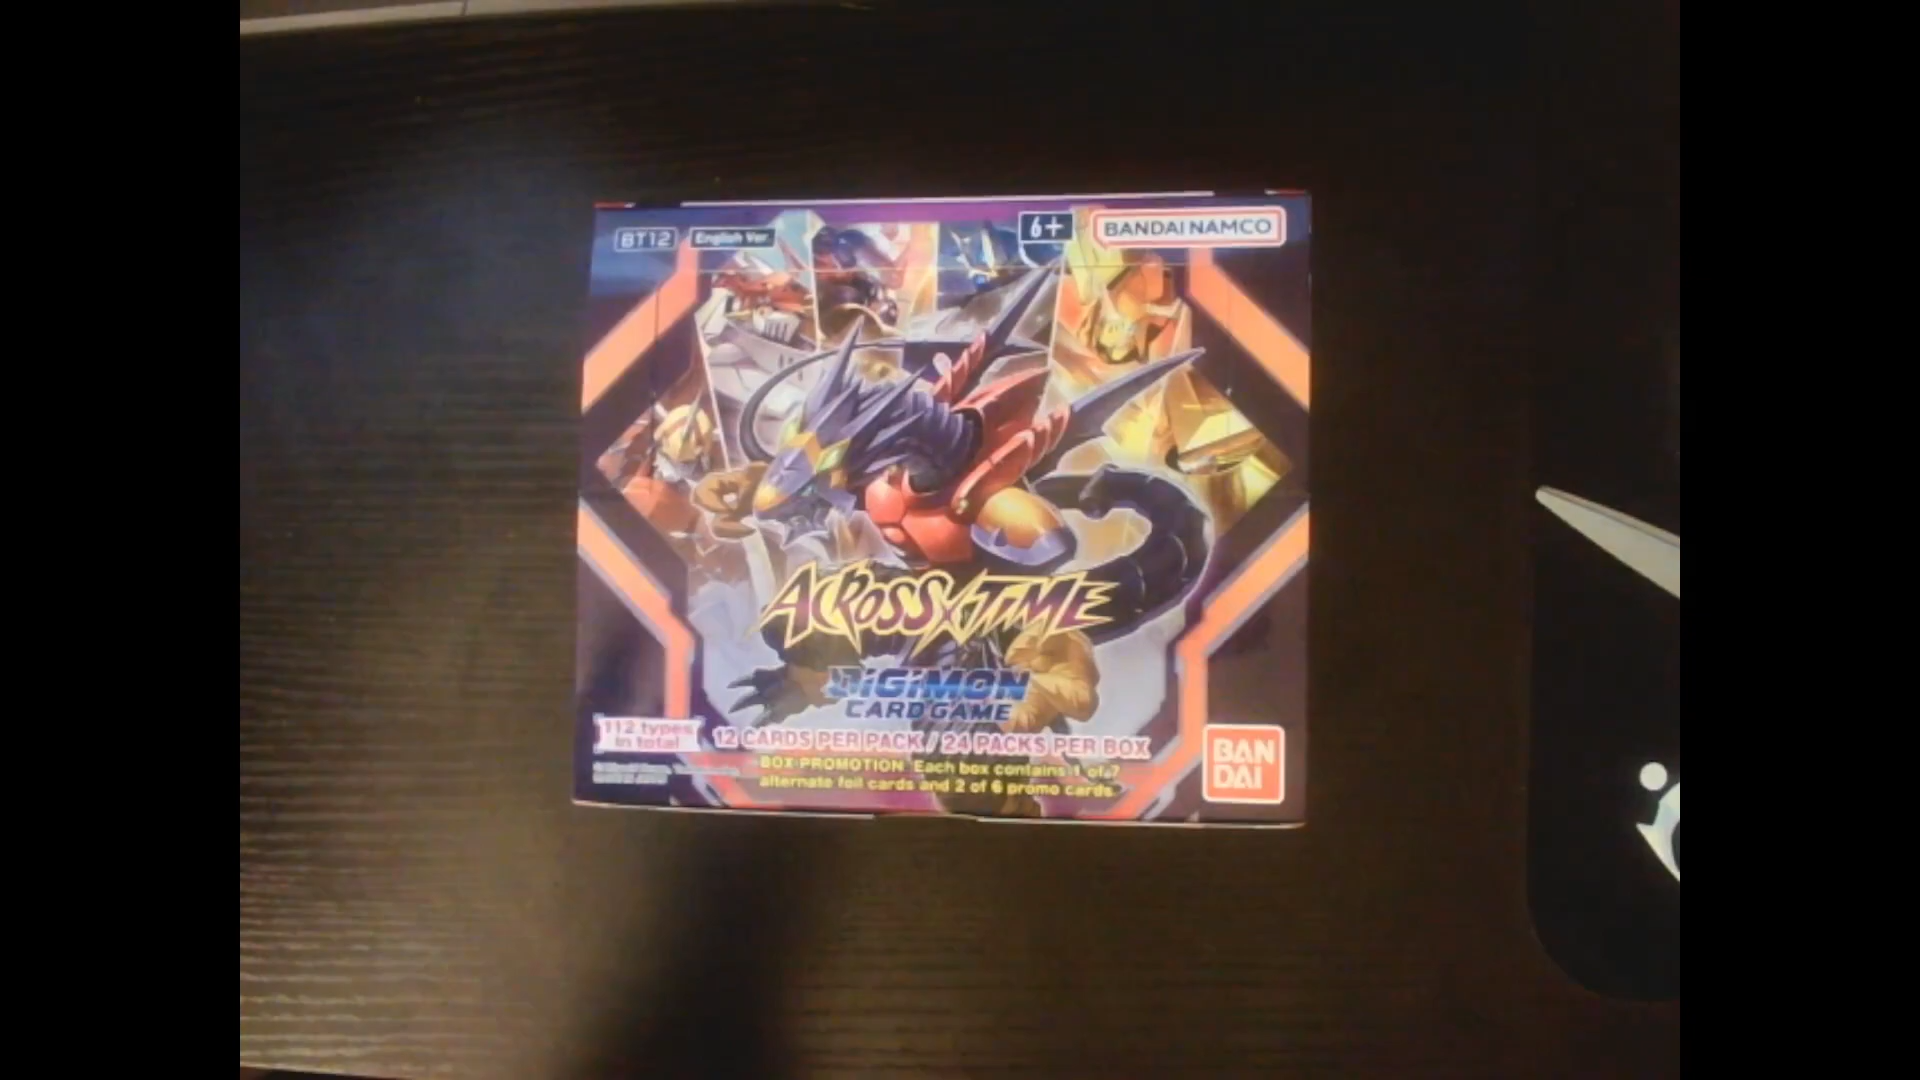 BT12 English Ver.
6+
BANDAI NAMCO
ACROSS TIME
DIGIMON
CARD GAME
112 types
in total
12 CARDS PER PACK / 24 PACKS PER BOX
BOX PROMOTION Each box contains 1 of 7
alternate foil cards and 2 of 6 promo cards.
BAN
DAI